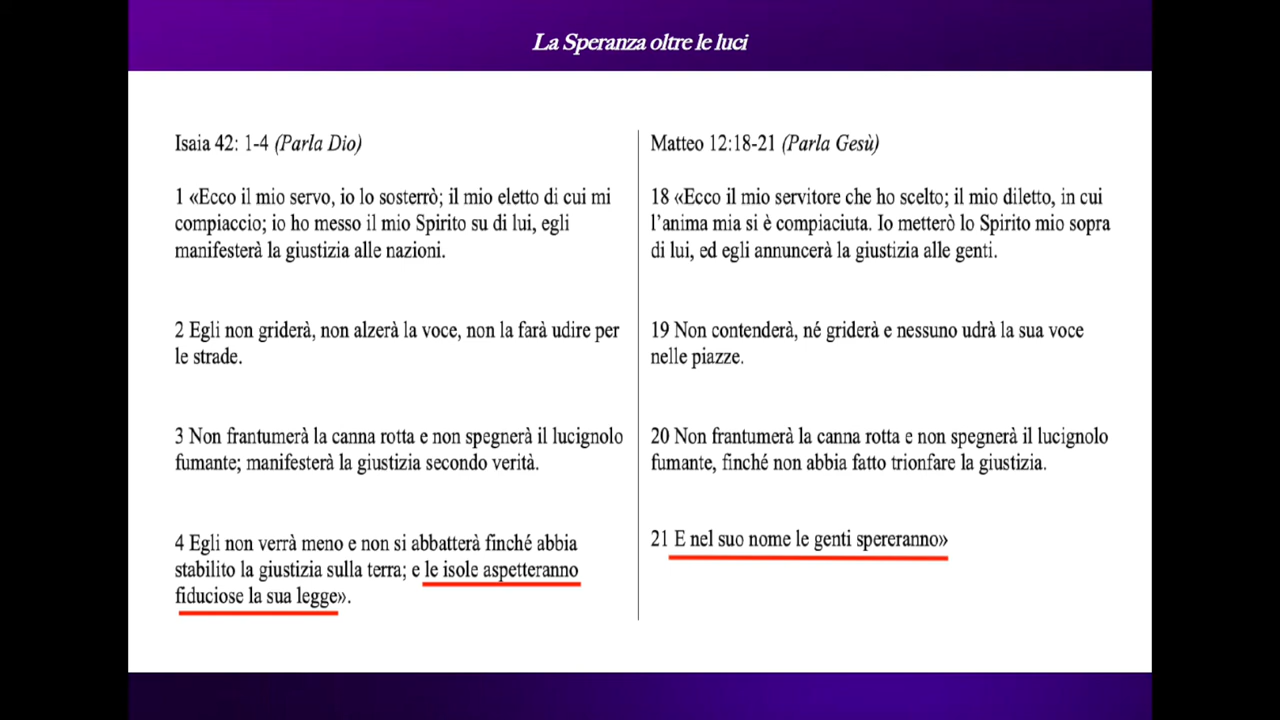 La Speranza oltre le luci
Isaia 42: 1-4 (Parla Dio)
1 «Ecco il mio servo, io lo sosterrò; il mio eletto di cui mi
compiaccio; io ho messo il mio Spirito su di lui, egli
manifesterà la giustizia alle nazioni.
2 Egli non griderà, non alzerà la voce, non la farà udire per
le strade.
3 Non frantumerà la canna rotta e non spegnerà il lucignolo
fumante; manifesterà la giustizia secondo verità.
4 Egli non verrà meno e non si abbatterà finché abbia
stabilito la giustizia sulla terra; e le isole aspetteranno
fiduciose la sua legge».
Matteo 12:18-21 (Parla Gesù)
18 «Ecco il mio servitore che ho scelto; il mio diletto, in cui
l’anima mia si è compiaciuta. Io metterò lo Spirito mio sopra
di lui, ed egli annuncerà la giustizia alle genti.
19 Non contenderà, né griderà e nessuno udrà la sua voce
nelle piazze.
20 Non frantumerà la canna rotta e non spegnerà il lucignolo
fumante, finché non abbia fatto trionfare la giustizia.
21 E nel suo nome le genti spereranno»